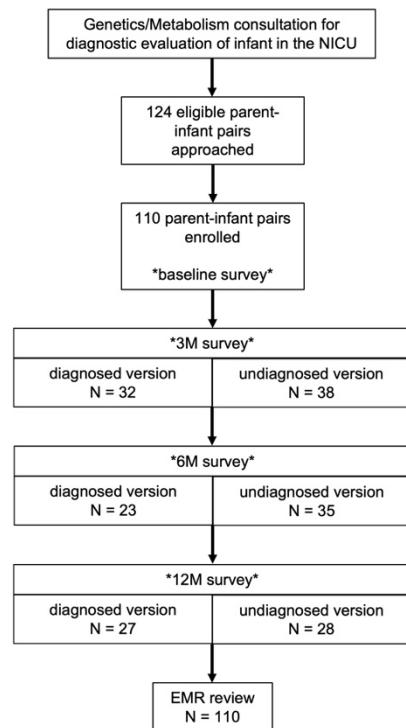 Genetics/Metabolism consultation for
diagnostic evaluation of infant in the NICU
124 eligible parent-
infant pairs
approached
110 parent-infant pairs
enrolled
*baseline survey*
*3M survey*
diagnosed version
N = 32
undiagnosed version
N = 38
*6M survey*
diagnosed version
N = 23
undiagnosed version
N = 35
*12M survey*
diagnosed version
N = 27
undiagnosed version
N = 28
EMR review
N = 110